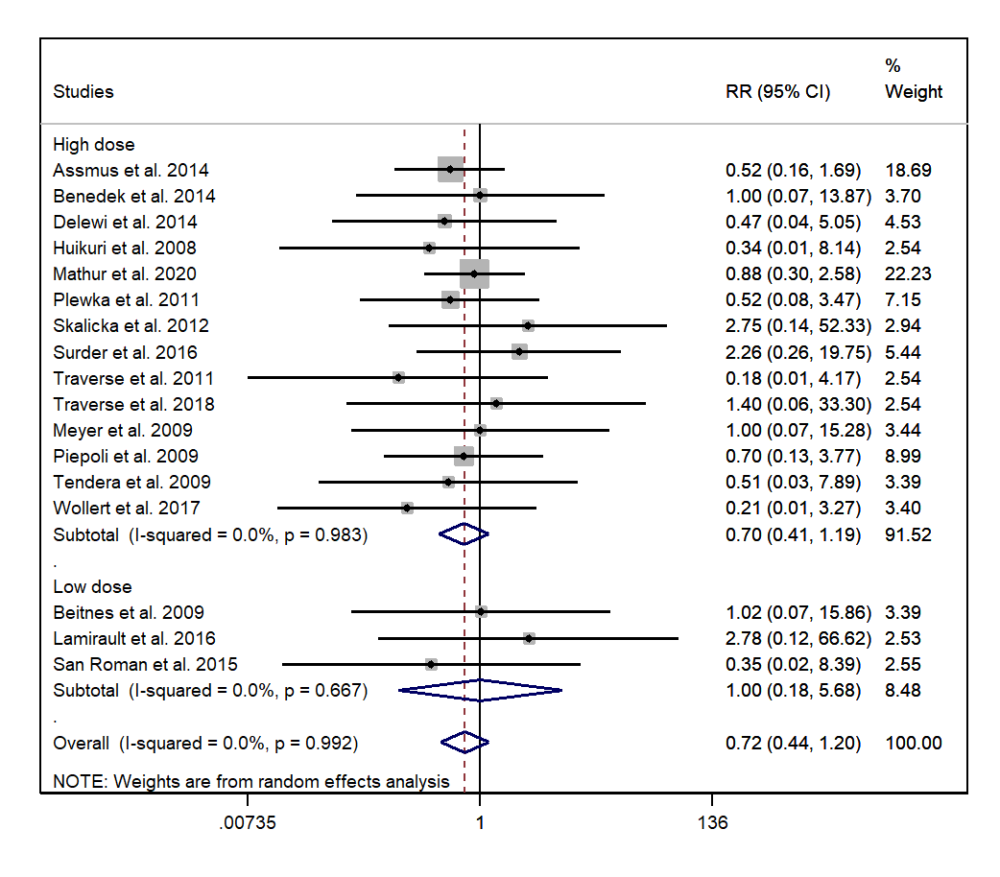 %
Studies RR (95% CI) Weight
High dose
Assmus et al. 2014 0.52 (0.16, 1.69) 18.69
Benedek et al. 2014 1.00 (0.07, 13.87) 3.70
Delewi et al. 2014 0.47 (0.04, 5.05) 4.53
Huikuri et al. 2008 0.34 (0.01, 8.14) 2.54
Mathur et al. 2020 0.88 (0.30, 2.58) 22.23
Plewka et al. 2011 0.52 (0.08, 3.47) 7.15
Skalicka et al. 2012 2.75 (0.14, 52.33) 2.94
Surder et al. 2016 2.26 (0.26, 19.75) 5.44
Traverse et al. 2011 0.18 (0.01, 4.17) 2.54
Traverse et al. 2018 1.40 (0.06, 33.30) 2.54
Meyer et al. 2009 1.00 (0.07, 15.28) 3.44
Piepoli et al. 2009 0.70 (0.13, 3.77) 8.99
Tendera et al. 2009 0.51 (0.03, 7.89) 3.39
Wollert et al. 2017 0.21 (0.01, 3.27) 3.40
Subtotal (I-squared = 0.0%, p = 0.983) 0.70 (0.41, 1.19) 91.52
.
Low dose
Beitnes et al. 2009 1.02 (0.07, 15.86) 3.39
Lamirault et al. 2016 2.78 (0.12, 66.62) 2.53
San Roman et al. 2015 0.35 (0.02, 8.39) 2.55
Subtotal (I-squared = 0.0%, p = 0.667) 1.00 (0.18, 5.68) 8.48
.
Overall (I-squared = 0.0%, p = 0.992) 0.72 (0.44, 1.20) 100.00
NOTE: Weights are from random effects analysis
.00735 1 136